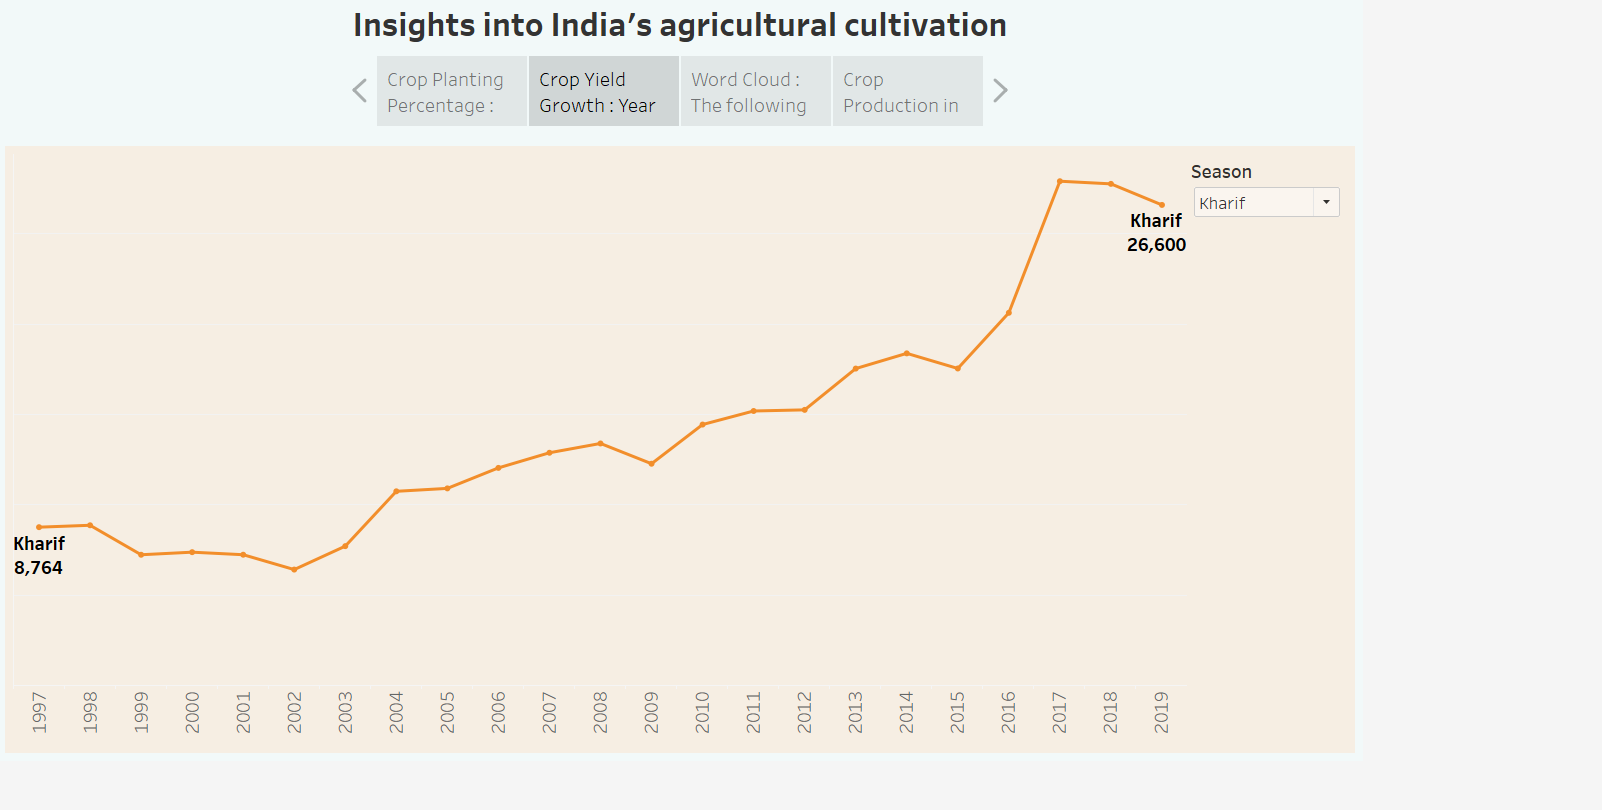 Insights into India’s agricultural cultivation
Crop Planting
Percentage :
Crop Yield
Growth : Year
Word Cloud :
The following
Crop
Production in
Season
Kharif
Kharif
26,600
Kharif
8,764
1997
1998
1999
2000
2001
2002
2003
2004
2005
2006
2007
2008
2009
2010
2011
2012
2013
2014
2015
2016
2017
2018
2019